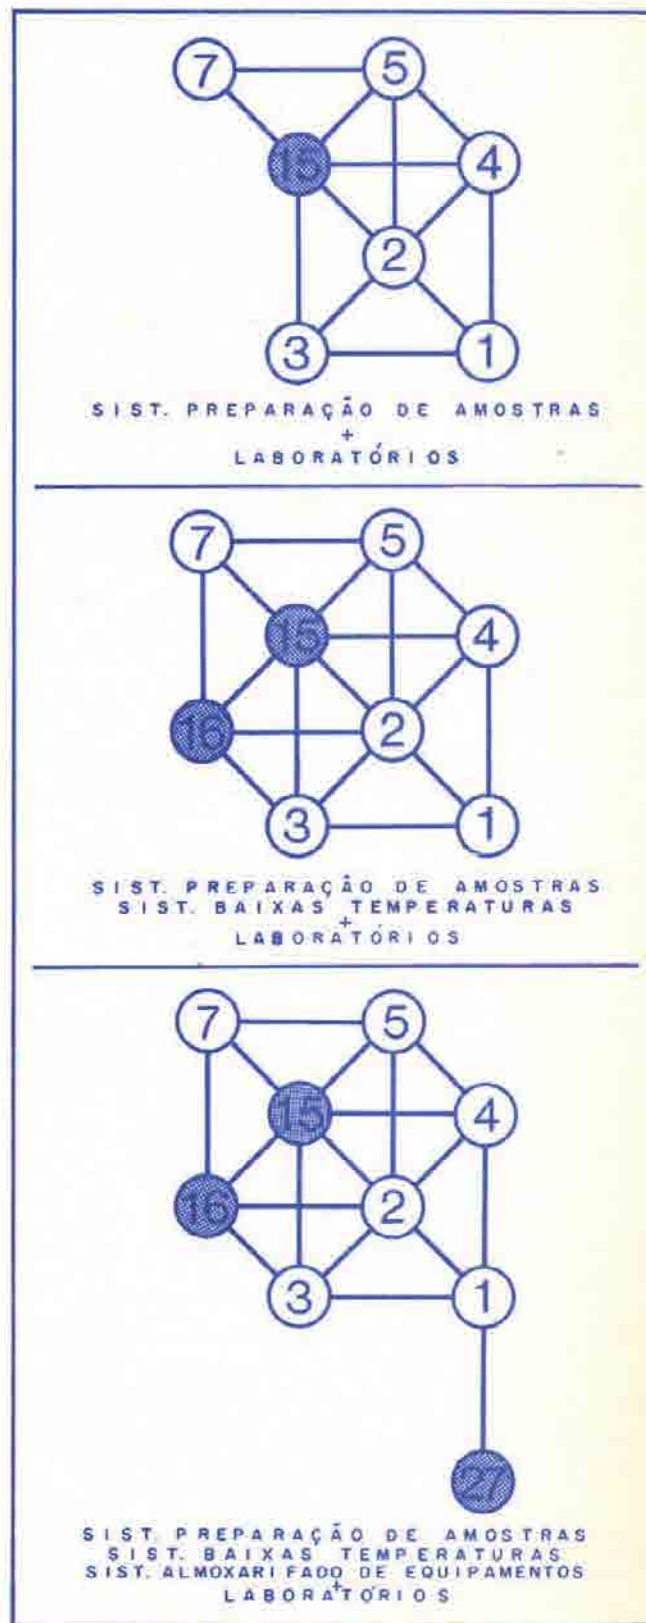 7 5
15 4
2
3 1
SIST. PREPARAÇÃO DE AMOSTRAS
+
LABORATÓRIOS
7 5
15 4
16 2
3 1
SIST. PREPARAÇÃO DE AMOSTRAS
SIST. BAIXAS TEMPERATURAS
+
LABORATÓRIOS
7 5
15 4
16 2
3 1
27
SIST. PREPARAÇÃO DE AMOSTRAS
SIST. BAIXAS TEMPERATURAS
SIST. ALMOXARIFADO DE EQUIPAMENTOS
+
LABORATÓRIOS